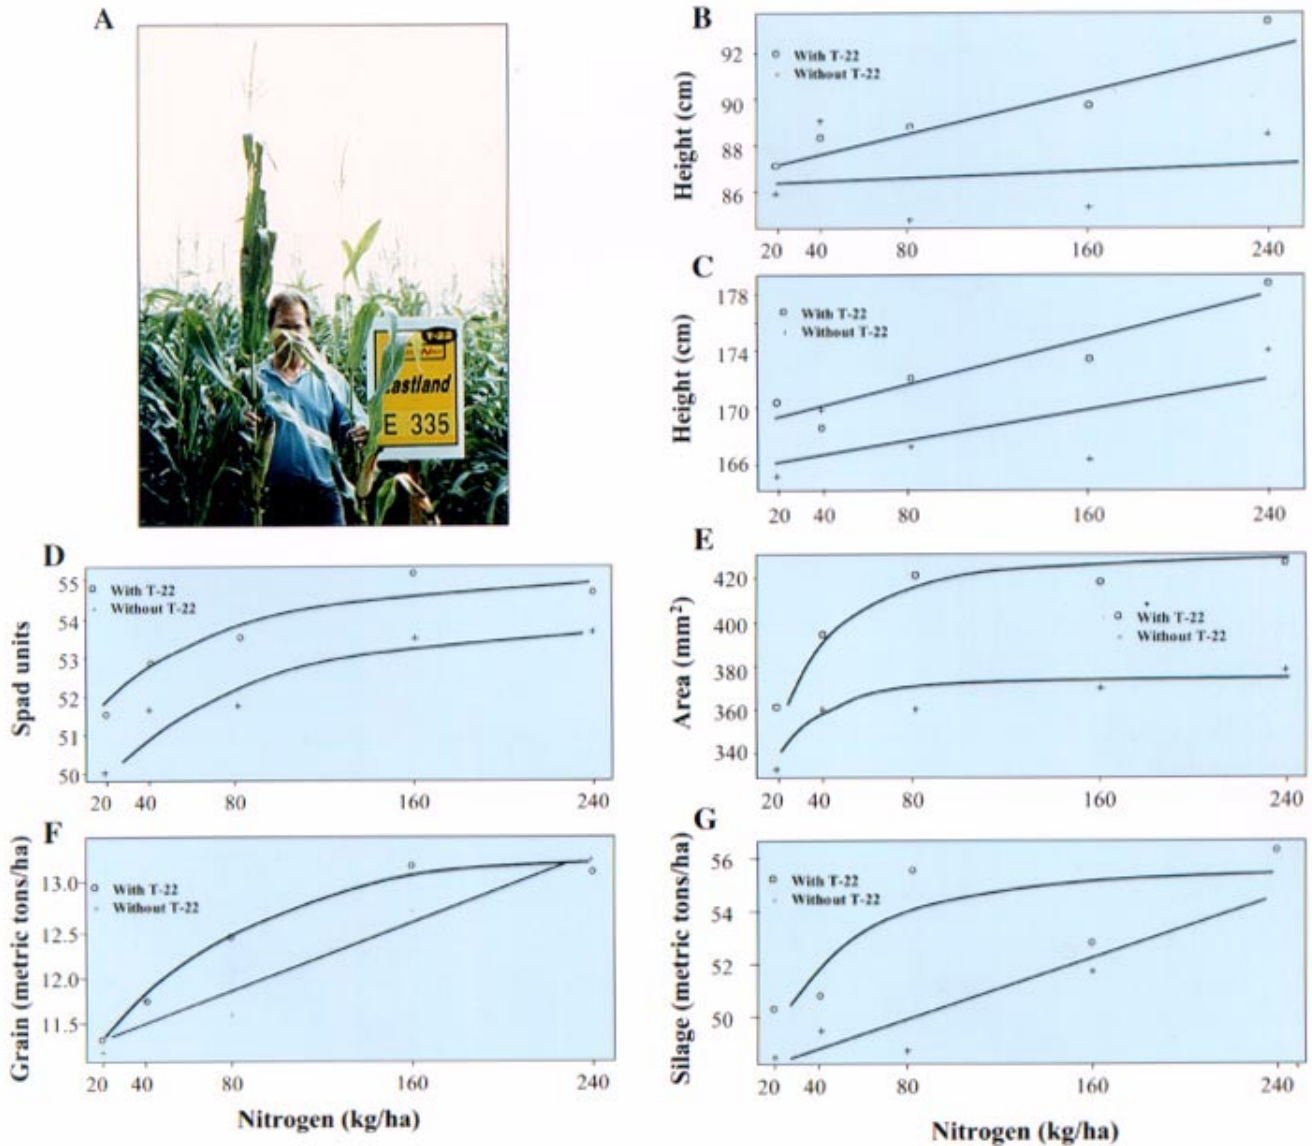 A
T-22
Eastland
E 335
B
Height (cm)
92
90
88
86
With T-22
Without T-22
20 40 80 160 240
C
Height (cm)
178
174
170
166
With T-22
Without T-22
20 40 80 160 240
D
Spad units
55
54
53
52
51
50
With T-22
Without T-22
20 40 80 160 240
E
Area (mm²)
420
400
380
360
340
With T-22
Without T-22
20 40 80 160 240
F
Grain (metric tons/ha)
13.0
12.5
12.0
11.5
With T-22
Without T-22
20 40 80 160 240
Nitrogen (kg/ha)
G
Silage (metric tons/ha)
56
54
52
50
With T-22
Without T-22
20 40 80 160 240
Nitrogen (kg/ha)